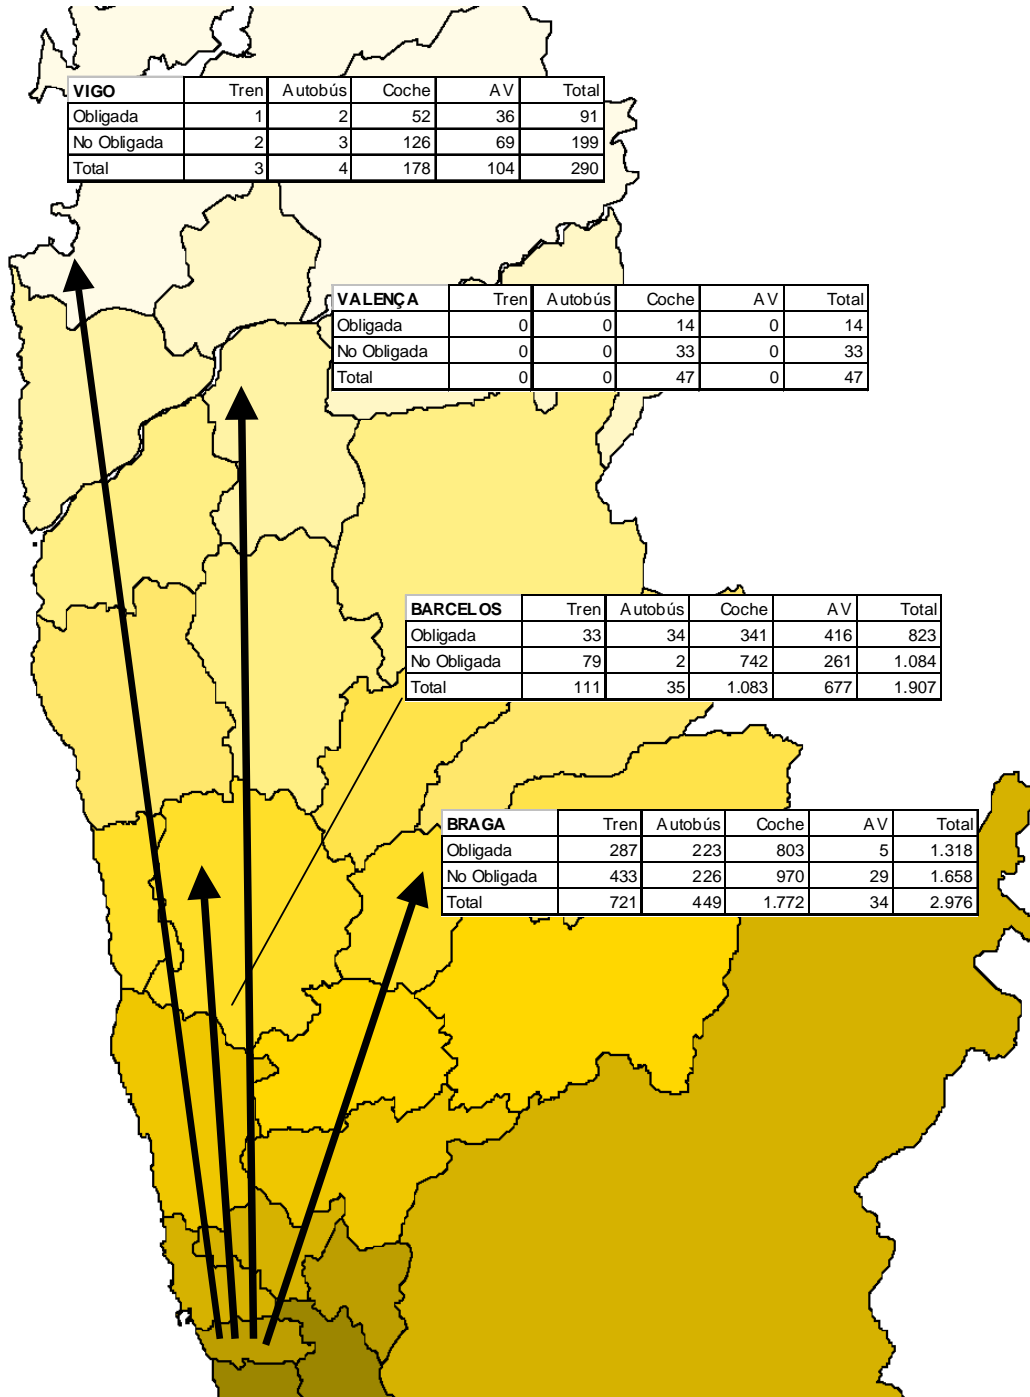 VIGO Tren Autobús Coche AV Total
Obligada 1 2 52 36 91
No Obligada 2 3 126 69 199
Total 3 4 178 104 290
VALENÇA Tren Autobús Coche AV Total
Obligada 0 0 14 0 14
No Obligada 0 0 33 0 33
Total 0 0 47 0 47
BARCELOS Tren Autobús Coche AV Total
Obligada 33 34 341 416 823
No Obligada 79 2 742 261 1.084
Total 111 35 1.083 677 1.907
BRAGA Tren Autobús Coche AV Total
Obligada 287 223 803 5 1.318
No Obligada 433 226 970 29 1.658
Total 721 449 1.772 34 2.976